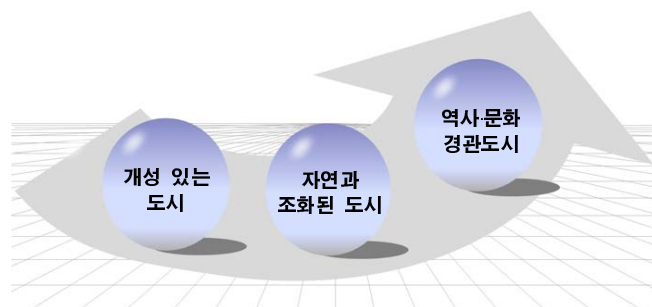 개성 있는
도시
자연과
조화된 도시
역사·문화
경관도시